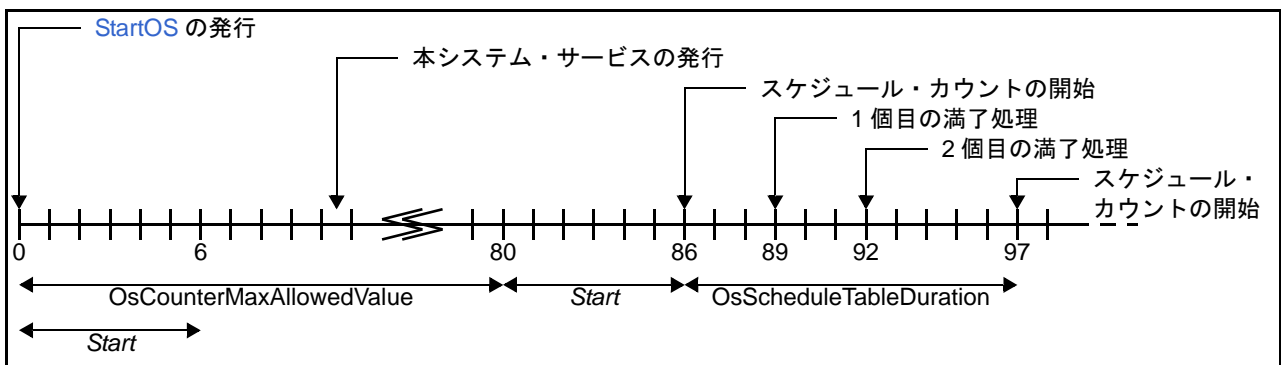 StartOS の発行
本システム・サービスの発行
スケジュール・カウントの開始
1 個目の満了処理
2 個目の満了処理
スケジュール・
カウントの開始
0 6 80 86 89 92 97
OsCounterMaxAllowedValue Start OsScheduleTableDuration
Start